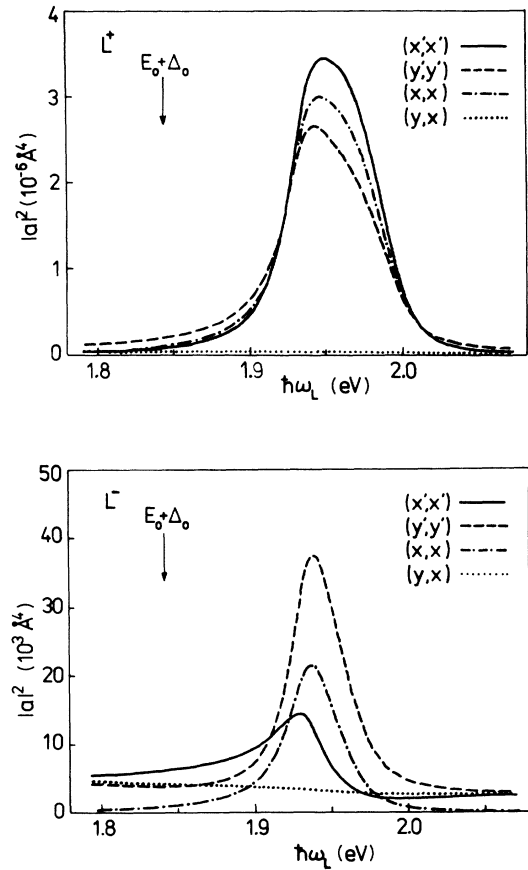 4
L⁺
E₀+Δ₀
(x',x')
(y',y')
(x,x)
(y,x)
3
2
1
0
|a|² (10⁻⁶ Å⁴)
1.8
1.9
2.0
ħω_L (eV)
50
L⁻
E₀+Δ₀
(x',x')
(y',y')
(x,x)
(y,x)
40
30
20
10
0
|a|² (10³ Å⁴)
1.8
1.9
2.0
ħω_L (eV)